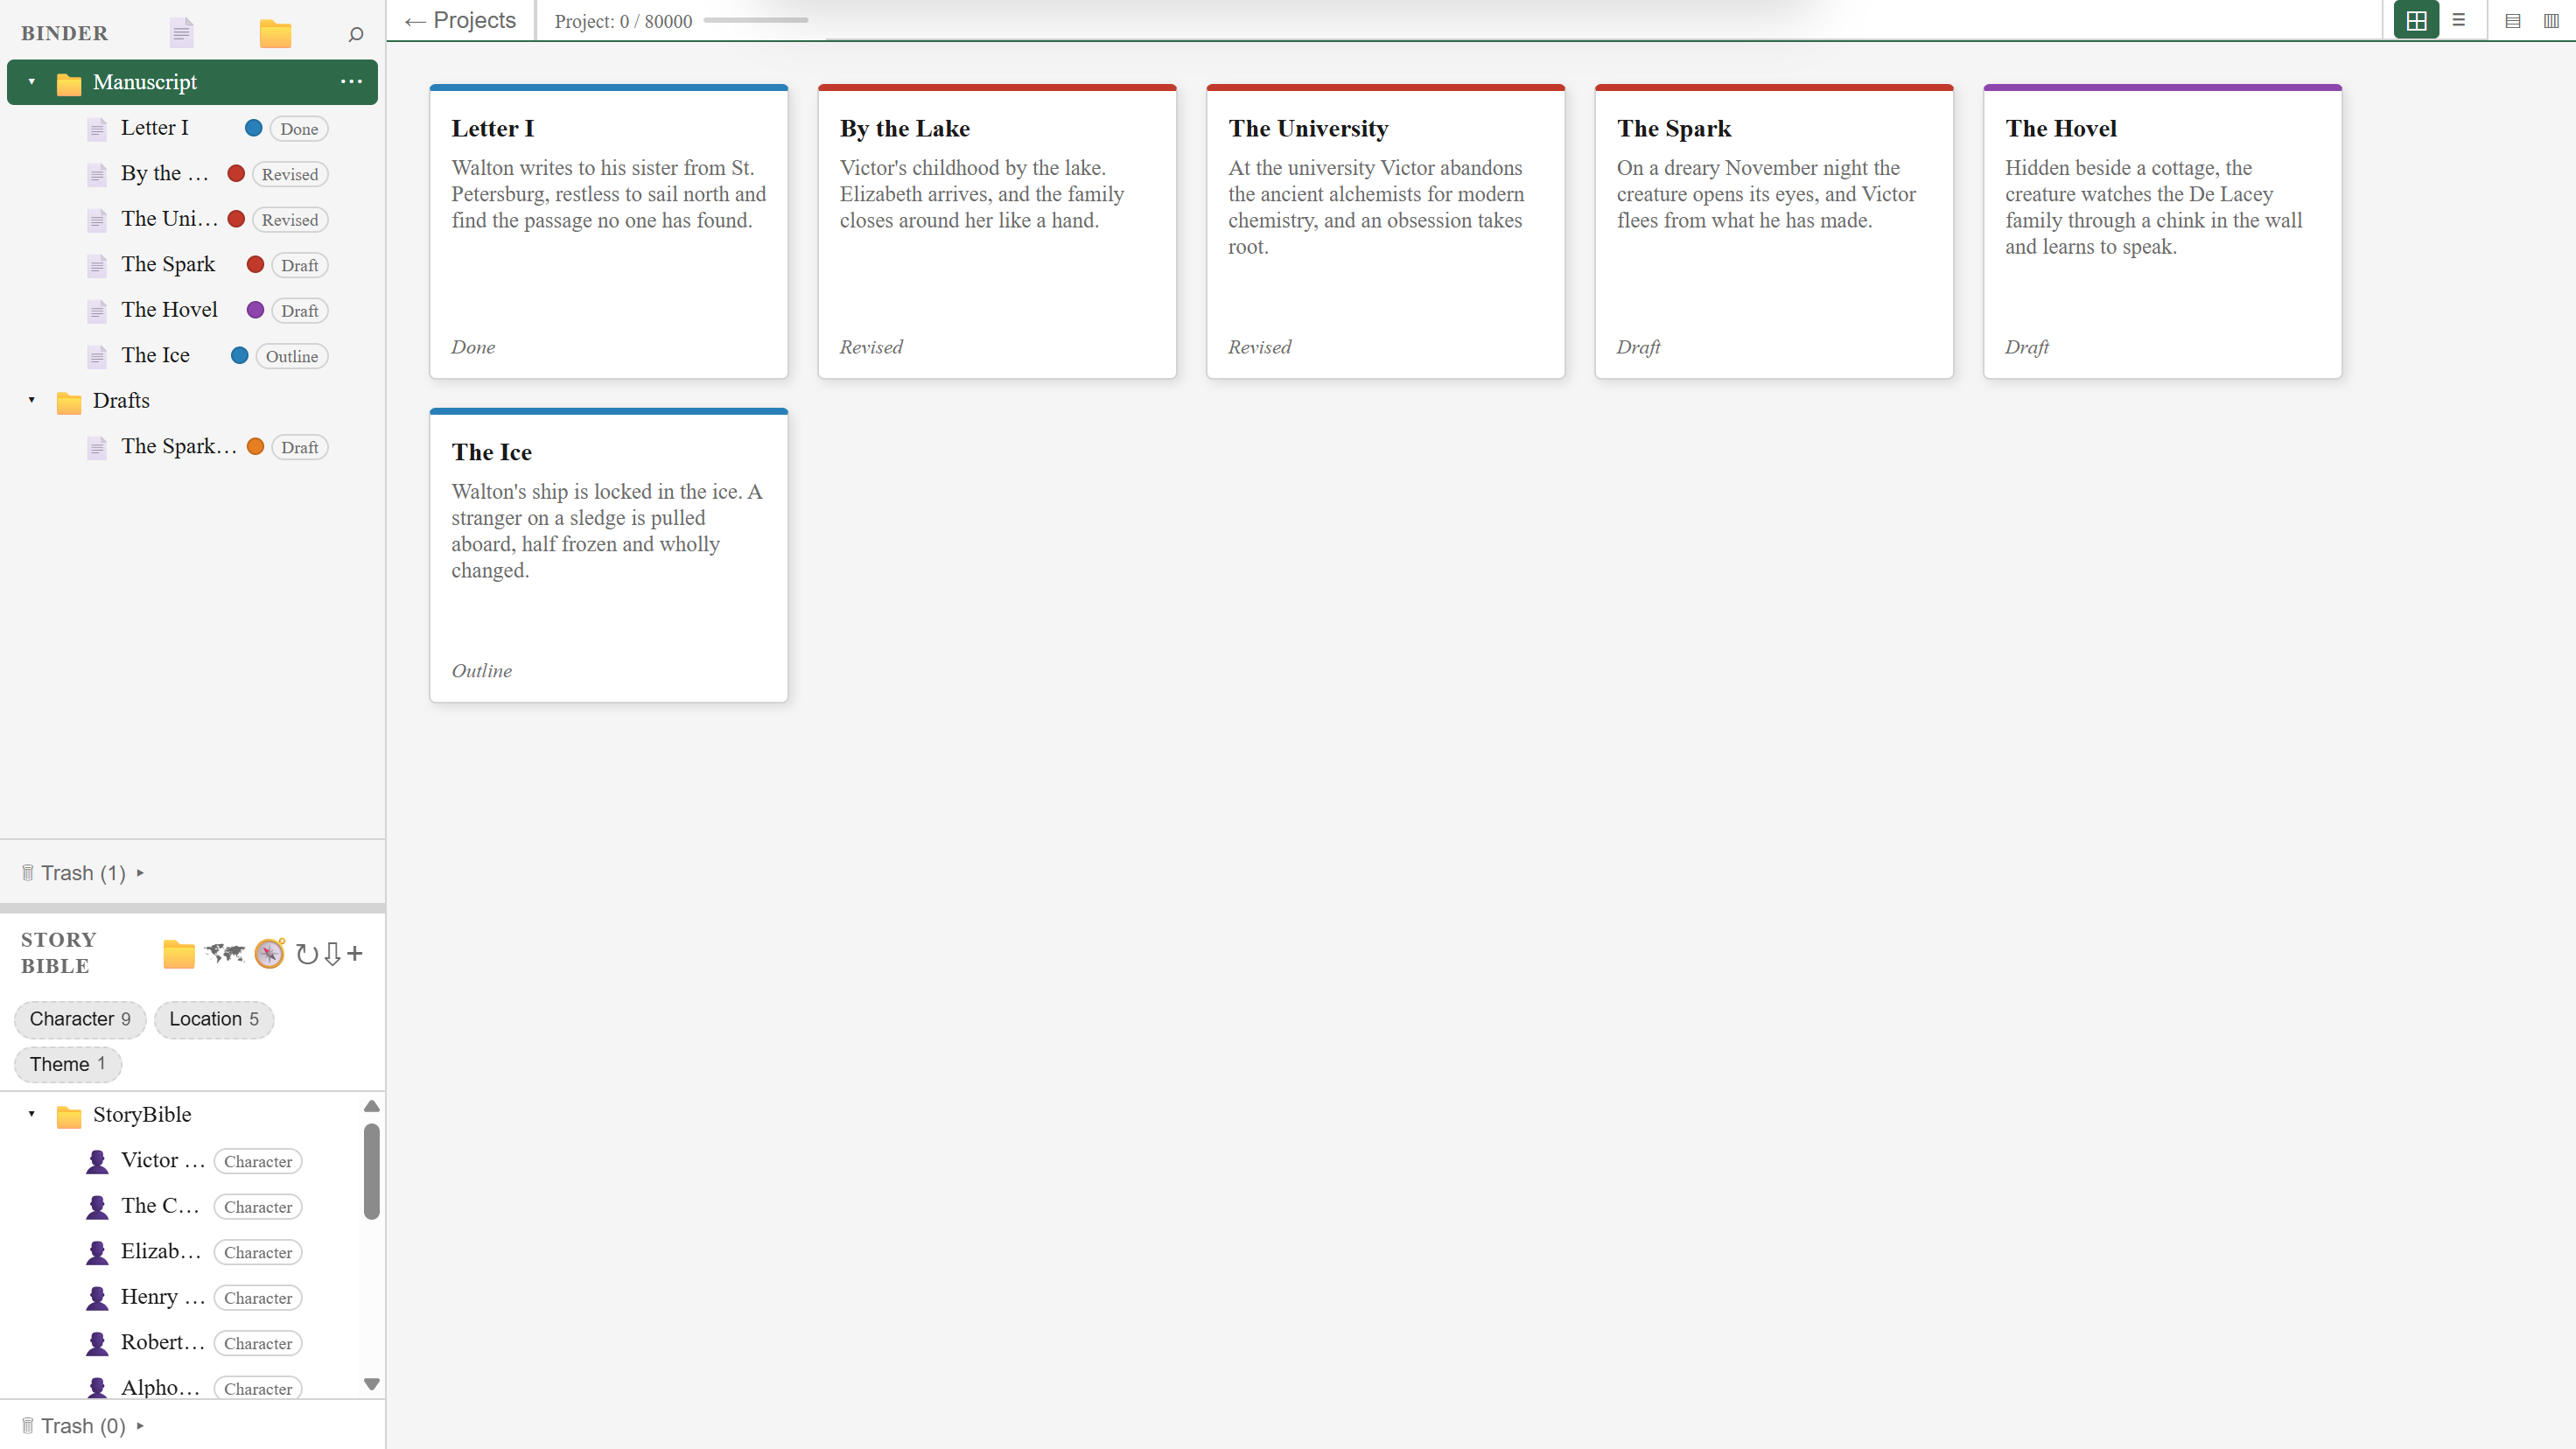 BINDER
Manuscript
Letter I Done
By the … Revised
The Uni… Revised
The Spark Draft
The Hovel Draft
The Ice Outline
Drafts
The Spark… Draft
Trash (1)
STORY
BIBLE
Character 9 Location 5
Theme 1
StoryBible
Victor … Character
The C… Character
Elizab… Character
Henry … Character
Robert… Character
Alpho… Character
Trash (0)
← Projects Project: 0 / 80000
Letter I
Walton writes to his sister from St.
Petersburg, restless to sail north and
find the passage no one has found.
Done
By the Lake
Victor's childhood by the lake.
Elizabeth arrives, and the family
closes around her like a hand.
Revised
The University
At the university Victor abandons
the ancient alchemists for modern
chemistry, and an obsession takes
root.
Revised
The Spark
On a dreary November night the
creature opens its eyes, and Victor
flees from what he has made.
Draft
The Hovel
Hidden beside a cottage, the
creature watches the De Lacey
family through a chink in the wall
and learns to speak.
Draft
The Ice
Walton's ship is locked in the ice. A
stranger on a sledge is pulled
aboard, half frozen and wholly
changed.
Outline